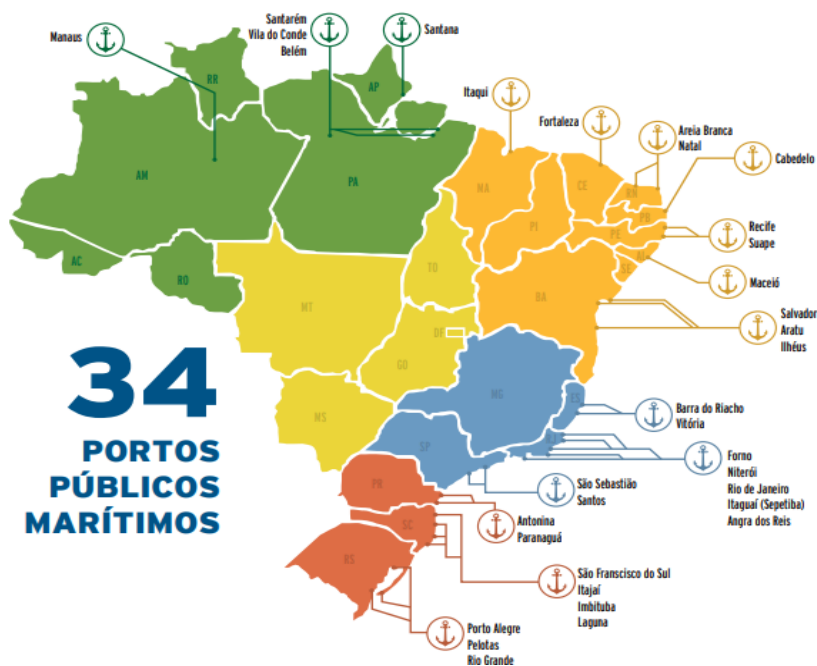 Manaus
Santarém
Vila do Conde
Belém
Santana
Itaqui
Fortaleza
Areia Branca
Natal
Cabedelo
Recife
Suape
Maceió
Salvador
Aratu
Ilhéus
Barra do Riacho
Vitória
Forno
Niterói
Rio de Janeiro
Itaguaí (Sepetiba)
Angra dos Reis
São Sebastião
Santos
Antonina
Paranaguá
São Franscisco do Sul
Itajaí
Imbituba
Laguna
Porto Alegre
Pelotas
Rio Grande
RR
AP
AM
PA
AC
RO
MA
PI
CE
RN
PB
PE
AL
SE
BA
MT
TO
DF
GO
MS
MG
ES
RJ
SP
PR
SC
RS
34
PORTOS
PÚBLICOS
MARÍTIMOS